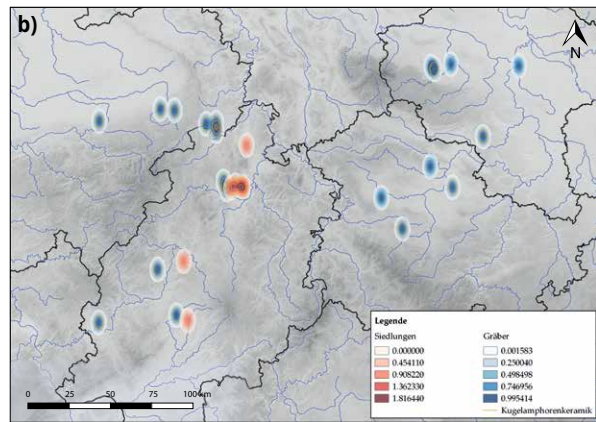 b)
N
Legende
Siedlungen
0.000000
0.454110
0.908220
1.362330
1.816440
Gräber
0.001583
0.250040
0.498498
0.746956
0.995414
Kugelamphorenkeramik
0 25 50 75 100 km